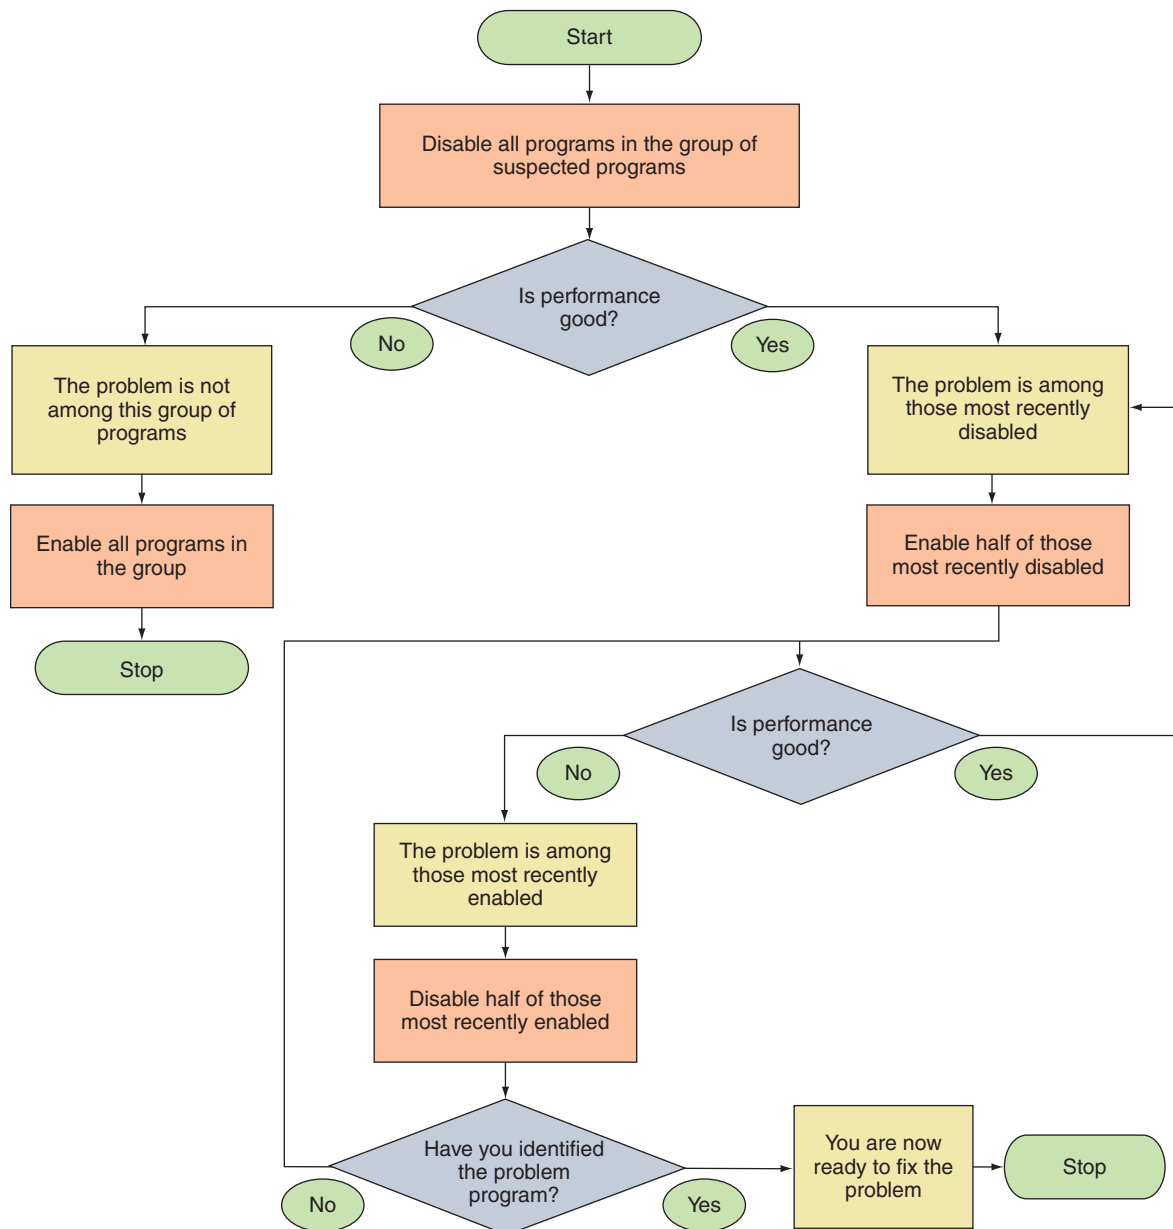 Start
Disable all programs in the group of
suspected programs
Is performance
good?
No
Yes
The problem is not
among this group of
programs
The problem is among
those most recently
disabled
Enable all programs in
the group
Enable half of those
most recently disabled
Stop
Is performance
good?
No
Yes
The problem is among
those most recently
enabled
Disable half of those
most recently enabled
Have you identified
the problem
program?
No
Yes
You are now
ready to fix the
problem
Stop